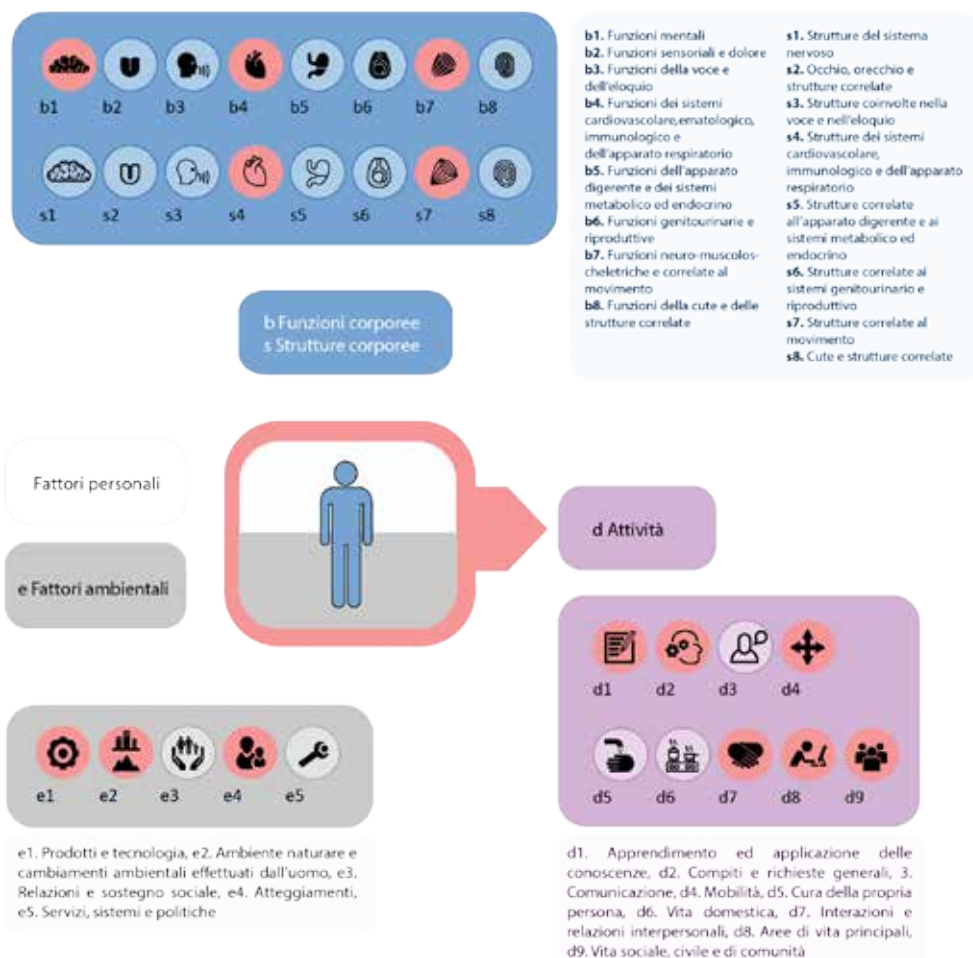 b1 b2 b3 b4 b5 b6 b7 b8
s1 s2 s3 s4 s5 s6 s7 s8
b1. Funzioni mentali
b2. Funzioni sensoriali e dolore
b3. Funzioni della voce e
dell'eloquio
b4. Funzioni dei sistemi
cardiovascolare,ematologico,
immunologico e
dell'apparato respiratorio
b5. Funzioni dell'apparato
digerente e dei sistemi
metabolico ed endocrino
b6. Funzioni genitourinarie e
riproduttive
b7. Funzioni neuro-muscolos-
cheletriche e correlate al
movimento
b8. Funzioni della cute e delle
strutture correlate
s1. Strutture del sistema
nervoso
s2. Occhio, orecchio e
strutture correlate
s3. Strutture coinvolte nella
voce e nell'eloquio
s4. Strutture dei sistemi
cardiovascolare,
immunologico e dell'apparato
respiratorio
s5. Strutture correlate
all'apparato digerente e ai
sistemi metabolico ed
endocrino
s6. Strutture correlate ai
sistemi genitourinario e
riproduttivo
s7. Strutture correlate al
movimento
s8. Cute e strutture correlate
b Funzioni corporee
s Strutture corporee
Fattori personali
e Fattori ambientali
d Attività
d1 d2 d3 d4
d5 d6 d7 d8 d9
e1 e2 e3 e4 e5
e1. Prodotti e tecnologia, e2. Ambiente naturare e
cambiamenti ambientali effettuati dall'uomo, e3.
Relazioni e sostegno sociale, e4. Atteggiamenti,
e5. Servizi, sistemi e politiche
d1. Apprendimento ed applicazione delle
conoscenze, d2. Compiti e richieste generali, 3.
Comunicazione, d4. Mobilità, d5. Cura della propria
persona, d6. Vita domestica, d7. Interazioni e
relazioni interpersonali, d8. Aree di vita principali,
d9. Vita sociale, civile e di comunità